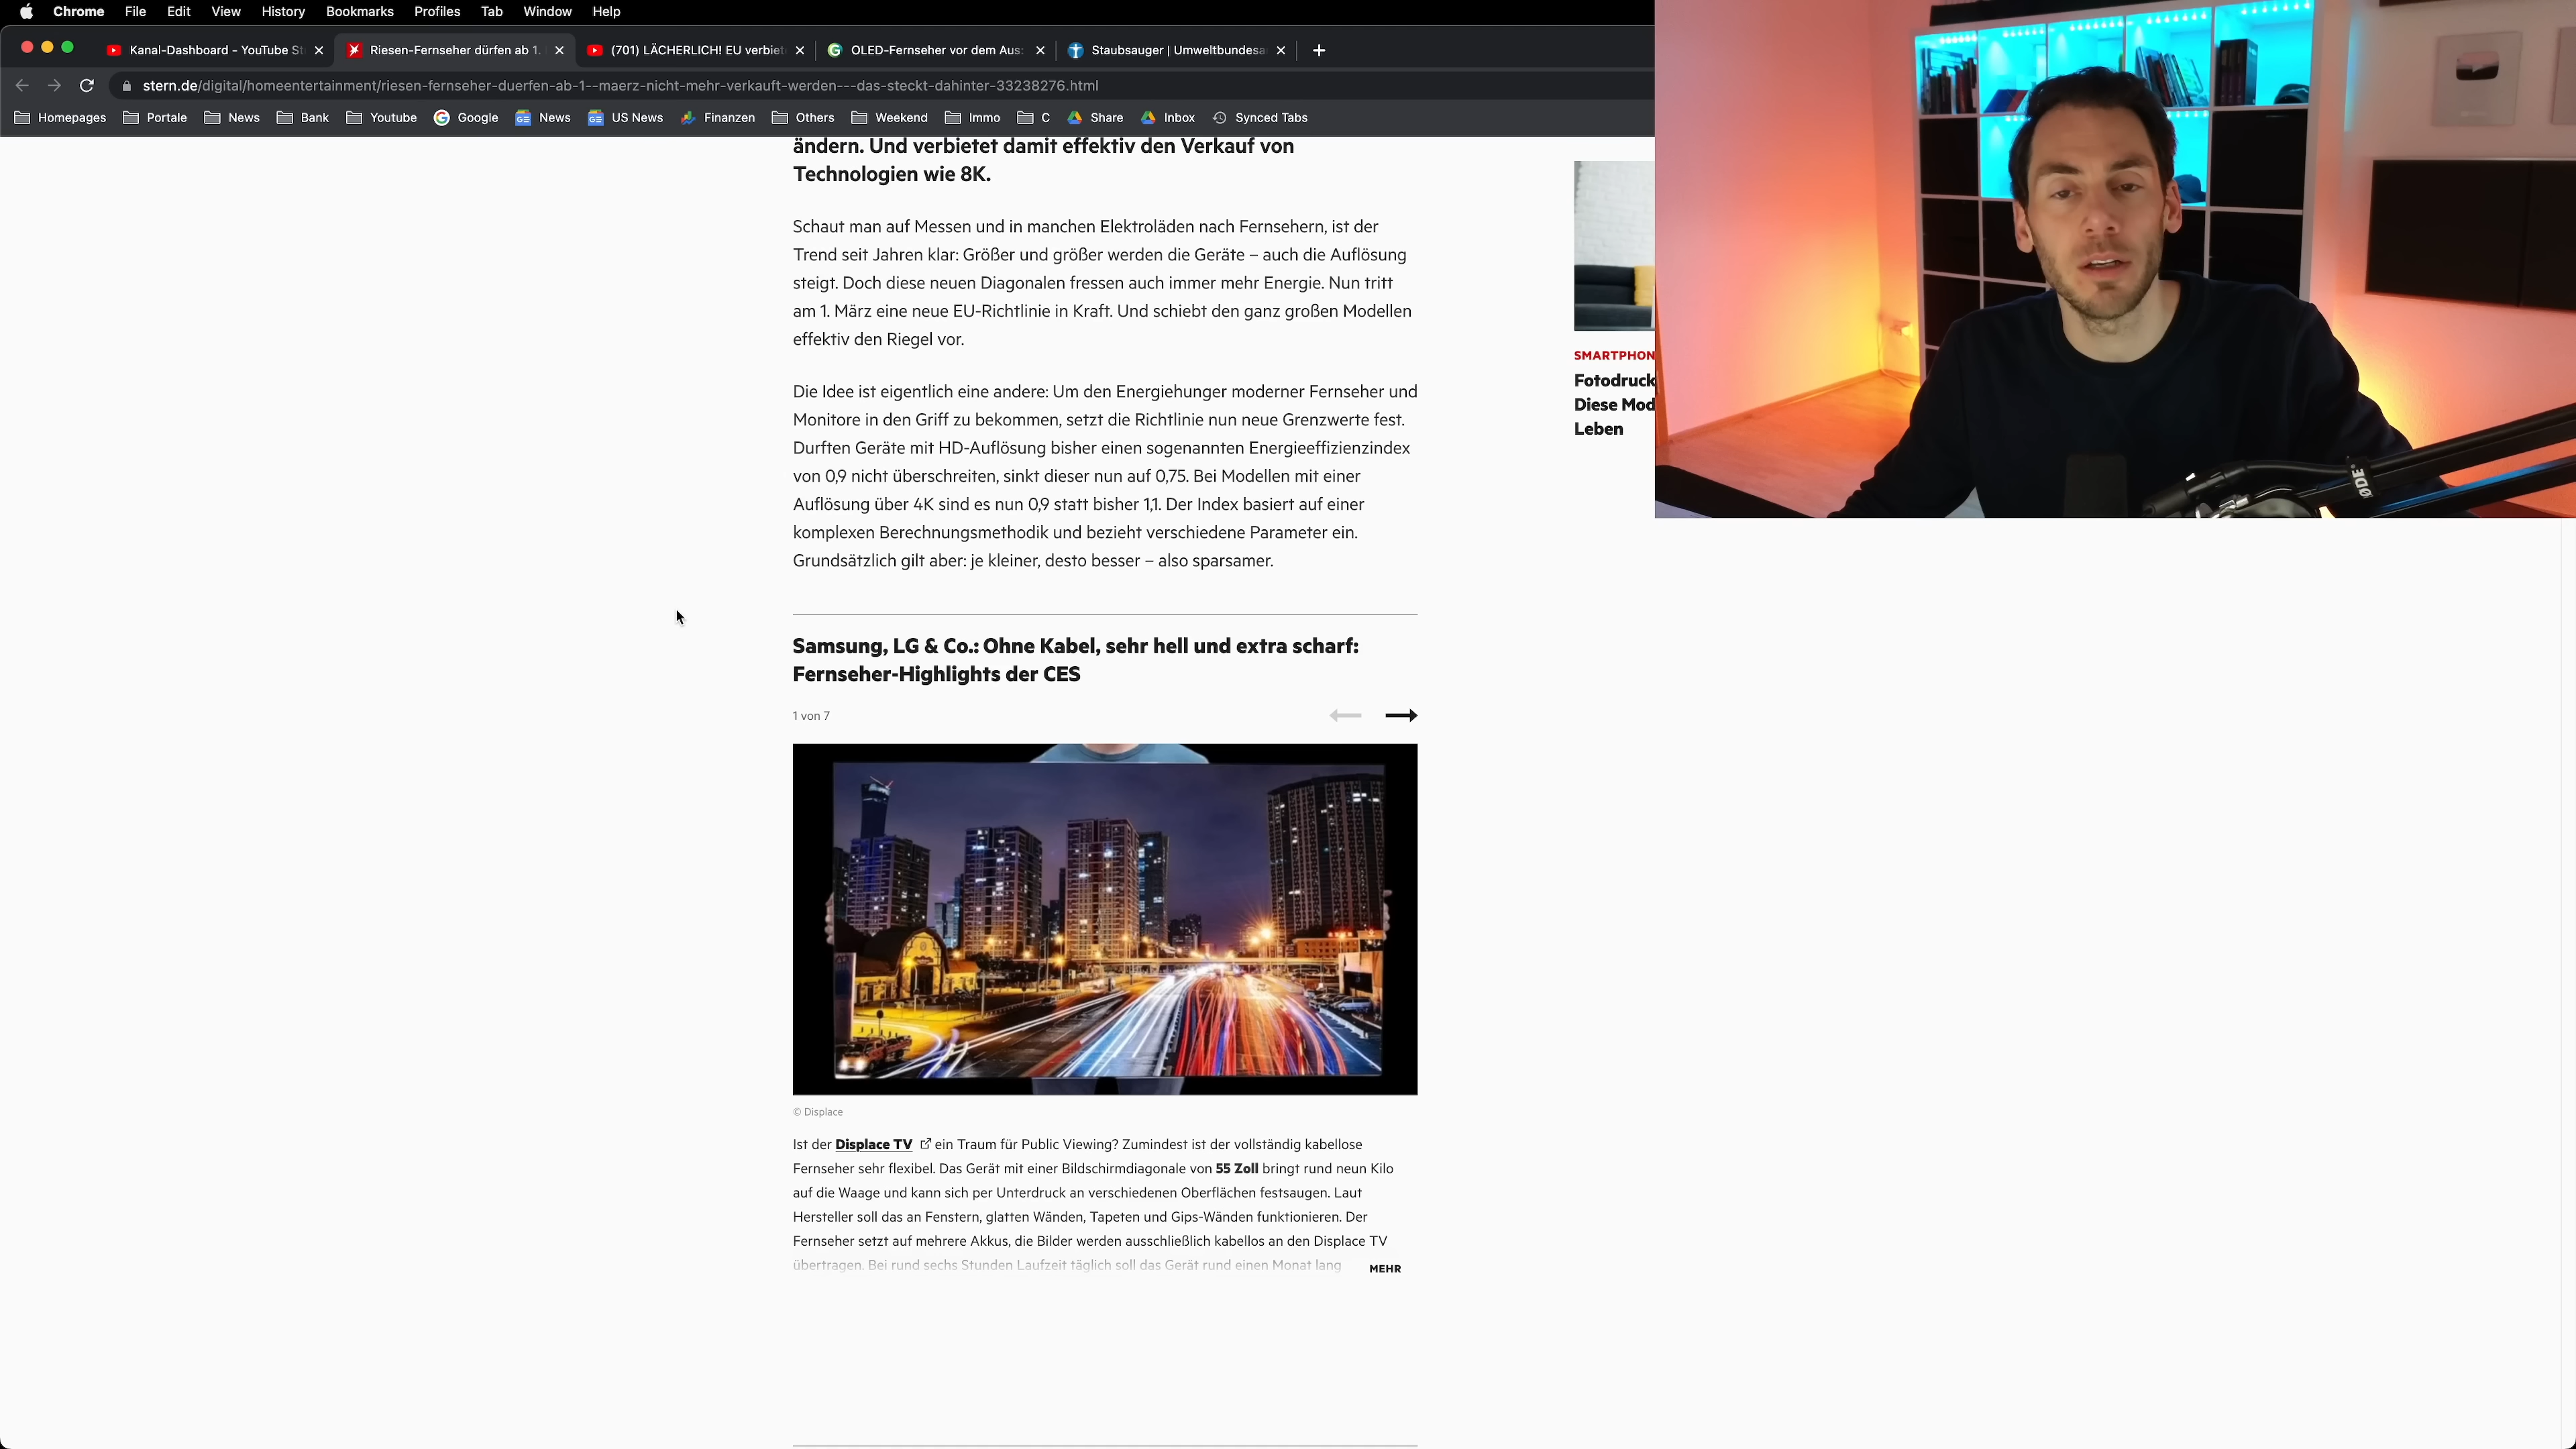 Chrome File Edit View History Bookmarks Profiles Tab Window Help
Kanal-Dashboard - YouTube St
Riesen-Fernseher dürfen ab 1.
(701) LÄCHERLICH! EU verbiet
OLED-Fernseher vor dem Aus:
Staubsauger | Umweltbundesa
stern.de/digital/homeentertainment/riesen-fernseher-duerfen-ab-1--maerz-nicht-mehr-verkauft-werden---das-steckt-dahinter-33238276.html
Homepages Portale News Bank Youtube Google News US News Finanzen Others Weekend Immo C Share Inbox Synced Tabs
ändern. Und verbietet damit effektiv den Verkauf von
Technologien wie 8K.
Schaut man auf Messen und in manchen Elektroläden nach Fernsehern, ist der
Trend seit Jahren klar: Größer und größer werden die Geräte – auch die Auflösung
steigt. Doch diese neuen Diagonalen fressen auch immer mehr Energie. Nun tritt
am 1. März eine neue EU-Richtlinie in Kraft. Und schiebt den ganz großen Modellen
effektiv den Riegel vor.
Die Idee ist eigentlich eine andere: Um den Energiehunger moderner Fernseher und
Monitore in den Griff zu bekommen, setzt die Richtlinie nun neue Grenzwerte fest.
Durften Geräte mit HD-Auflösung bisher einen sogenannten Energieeffizienzindex
von 0,9 nicht überschreiten, sinkt dieser nun auf 0,75. Bei Modellen mit einer
Auflösung über 4K sind es nun 0,9 statt bisher 1,1. Der Index basiert auf einer
komplexen Berechnungsmethodik und bezieht verschiedene Parameter ein.
Grundsätzlich gilt aber: je kleiner, desto besser – also sparsamer.
Samsung, LG & Co.: Ohne Kabel, sehr hell und extra scharf:
Fernseher-Highlights der CES
1 von 7
© Displace
Ist der Displace TV ein Traum für Public Viewing? Zumindest ist der vollständig kabellose
Fernseher sehr flexibel. Das Gerät mit einer Bildschirmdiagonale von 55 Zoll bringt rund neun Kilo
auf die Waage und kann sich per Unterdruck an verschiedenen Oberflächen festsaugen. Laut
Hersteller soll das an Fenstern, glatten Wänden, Tapeten und Gips-Wänden funktionieren. Der
Fernseher setzt auf mehrere Akkus, die Bilder werden ausschließlich kabellos an den Displace TV
übertragen. Bei rund sechs Stunden Laufzeit täglich soll das Gerät rund einen Monat lang MEHR
SMARTPHON
Fotodruck
Diese Mod
Leben
RØDE